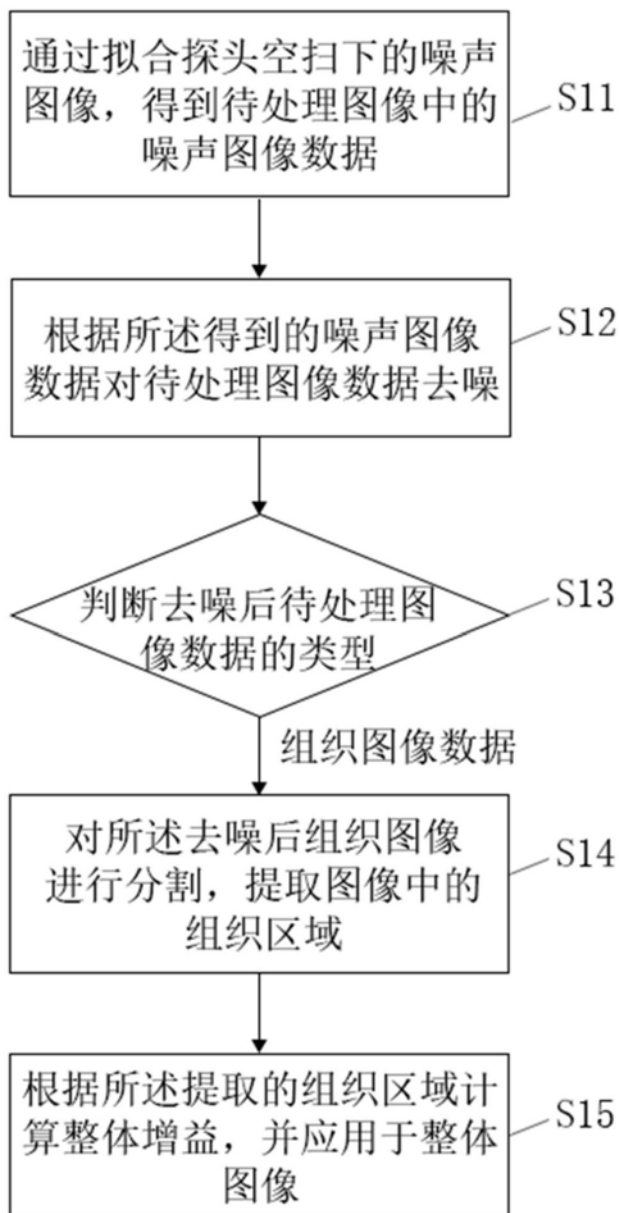 通过拟合探头空扫下的噪声
图像，得到待处理图像中的
噪声图像数据
S11
根据所述得到的噪声图像
数据对待处理图像数据去噪
S12
判断去噪后待处理图
像数据的类型
S13
组织图像数据
对所述去噪后组织图像
进行分割，提取图像中的
组织区域
S14
根据所述提取的组织区域计
算整体增益，并应用于整体
图像
S15